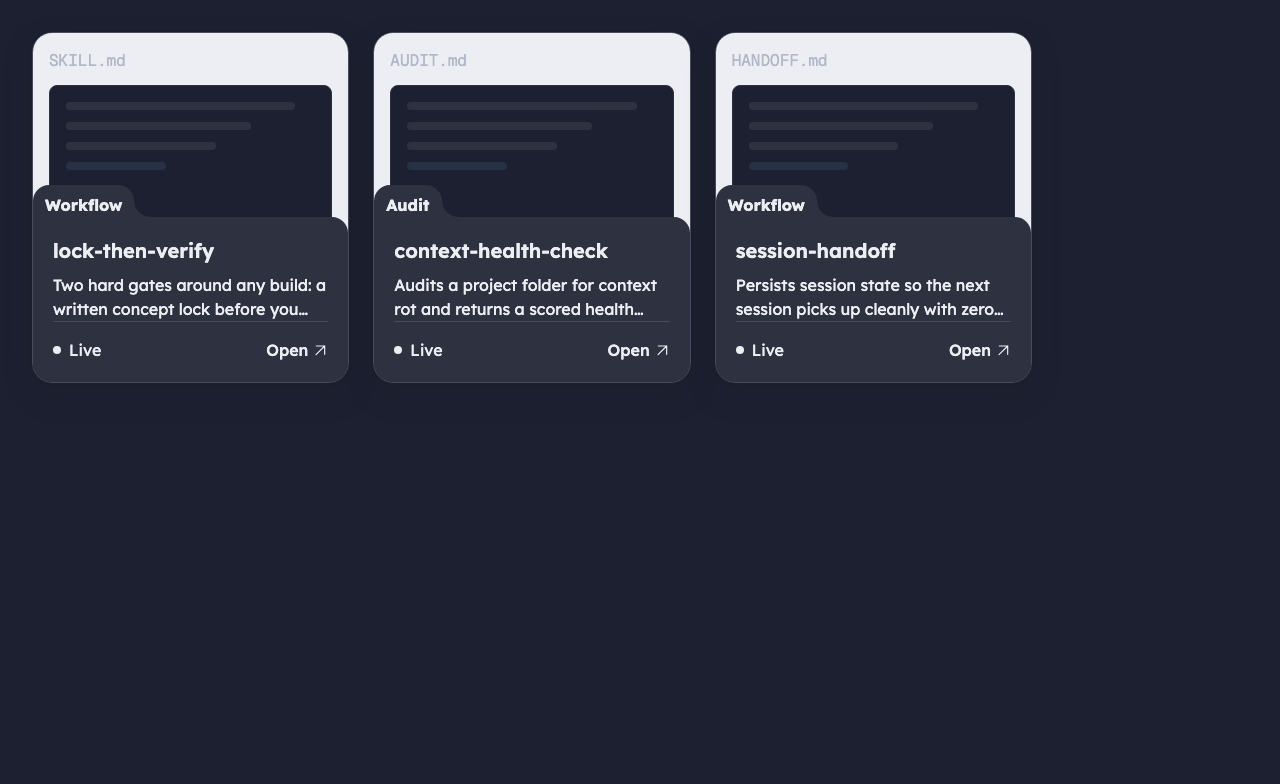 SKILL.md
Workflow
lock-then-verify
Two hard gates around any build: a
written concept lock before you…
Live
Open
AUDIT.md
Audit
context-health-check
Audits a project folder for context
rot and returns a scored health…
Live
Open
HANDOFF.md
Workflow
session-handoff
Persists session state so the next
session picks up cleanly with zero…
Live
Open